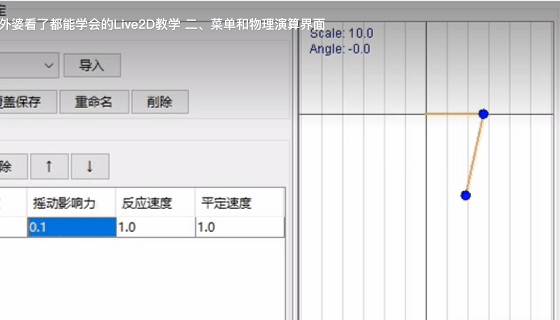 外婆看了都能学会的Live2D教学 二、菜单和物理演算界面
Scale: 10.0
Angle: -0.0
导入
覆盖保存 重命名 删除
除 ↑ ↓
摇动影响力 反应速度 平定速度
0.1 1.0 1.0